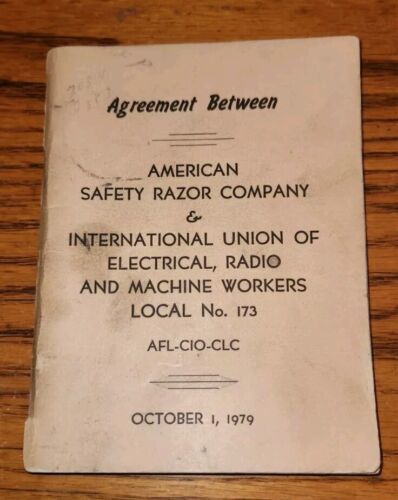 Agreement Between
AMERICAN
SAFETY RAZOR COMPANY
&
INTERNATIONAL UNION OF
ELECTRICAL, RADIO
AND MACHINE WORKERS
LOCAL No. 173
AFL-CIO-CLC
OCTOBER 1, 1979